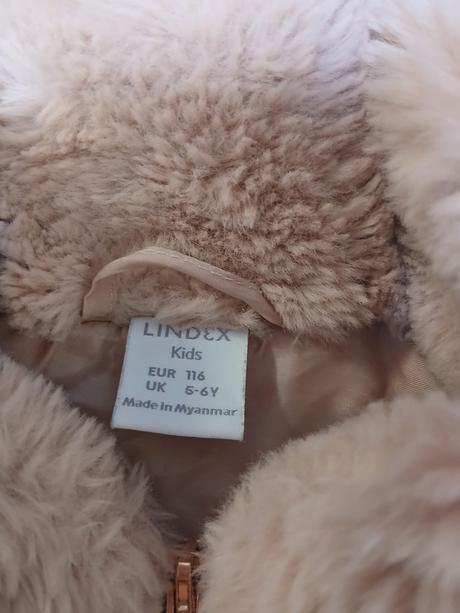 LINDEX
Kids
EUR 116
UK 5-6Y
Made in Myanmar